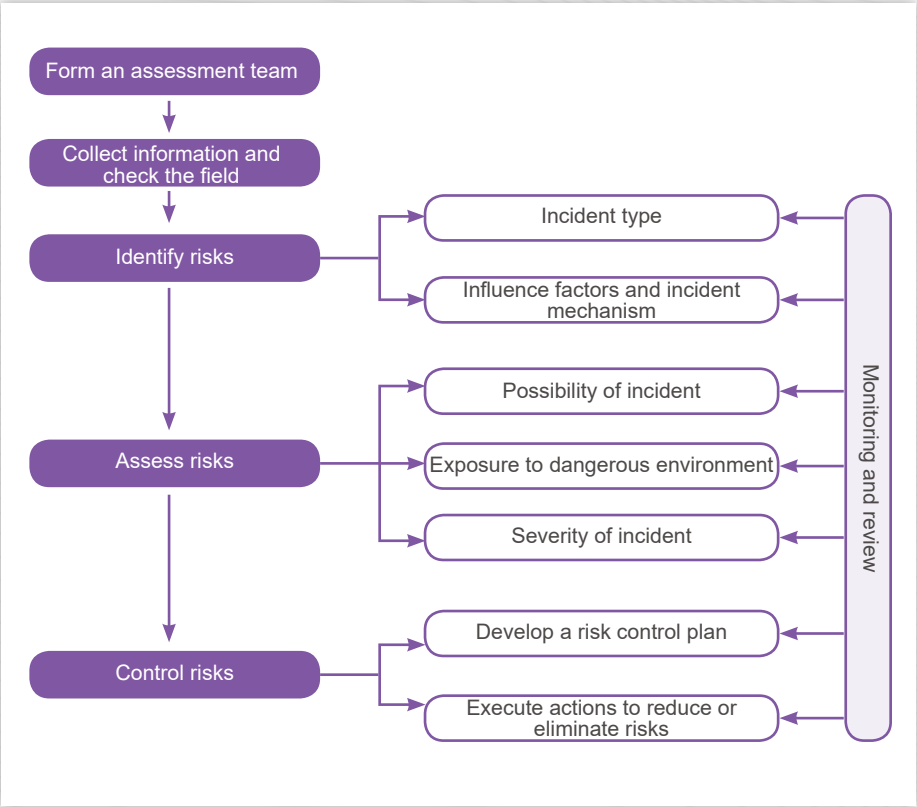 Form an assessment team
Collect information and
check the field
Identify risks
Incident type
Influence factors and incident
mechanism
Assess risks
Possibility of incident
Exposure to dangerous environment
Severity of incident
Control risks
Develop a risk control plan
Execute actions to reduce or
eliminate risks
Monitoring and review